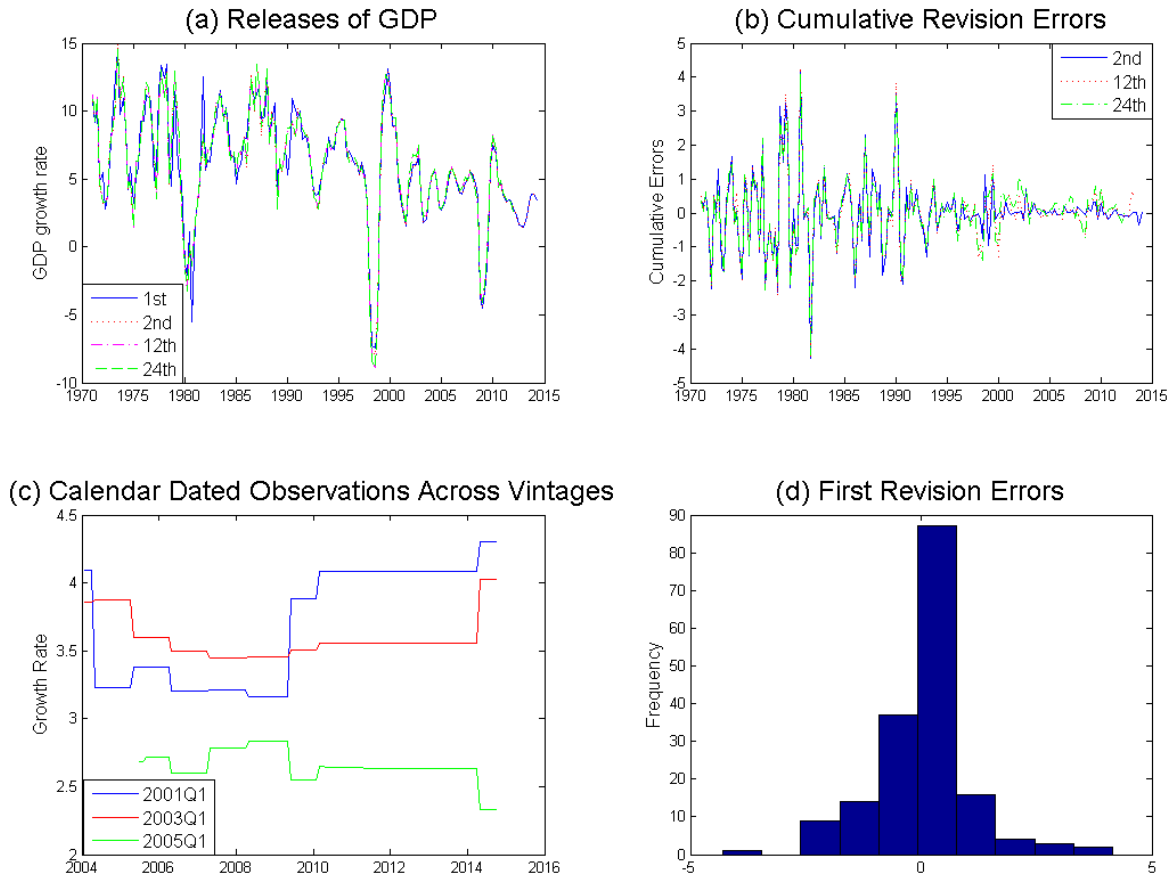 (a) Releases of GDP
GDP growth rate
15
10
5
0
-5
-10
1970 1975 1980 1985 1990 1995 2000 2005 2010 2015
1st
2nd
12th
24th
(b) Cumulative Revision Errors
Cumulative Errors
5
4
3
2
1
0
-1
-2
-3
-4
-5
1970 1975 1980 1985 1990 1995 2000 2005 2010 2015
2nd
12th
24th
(c) Calendar Dated Observations Across Vintages
Growth Rate
4.5
4
3.5
3
2.5
2
2004 2006 2008 2010 2012 2014 2016
2001Q1
2003Q1
2005Q1
(d) First Revision Errors
Frequency
90
80
70
60
50
40
30
20
10
0
-5 0 5